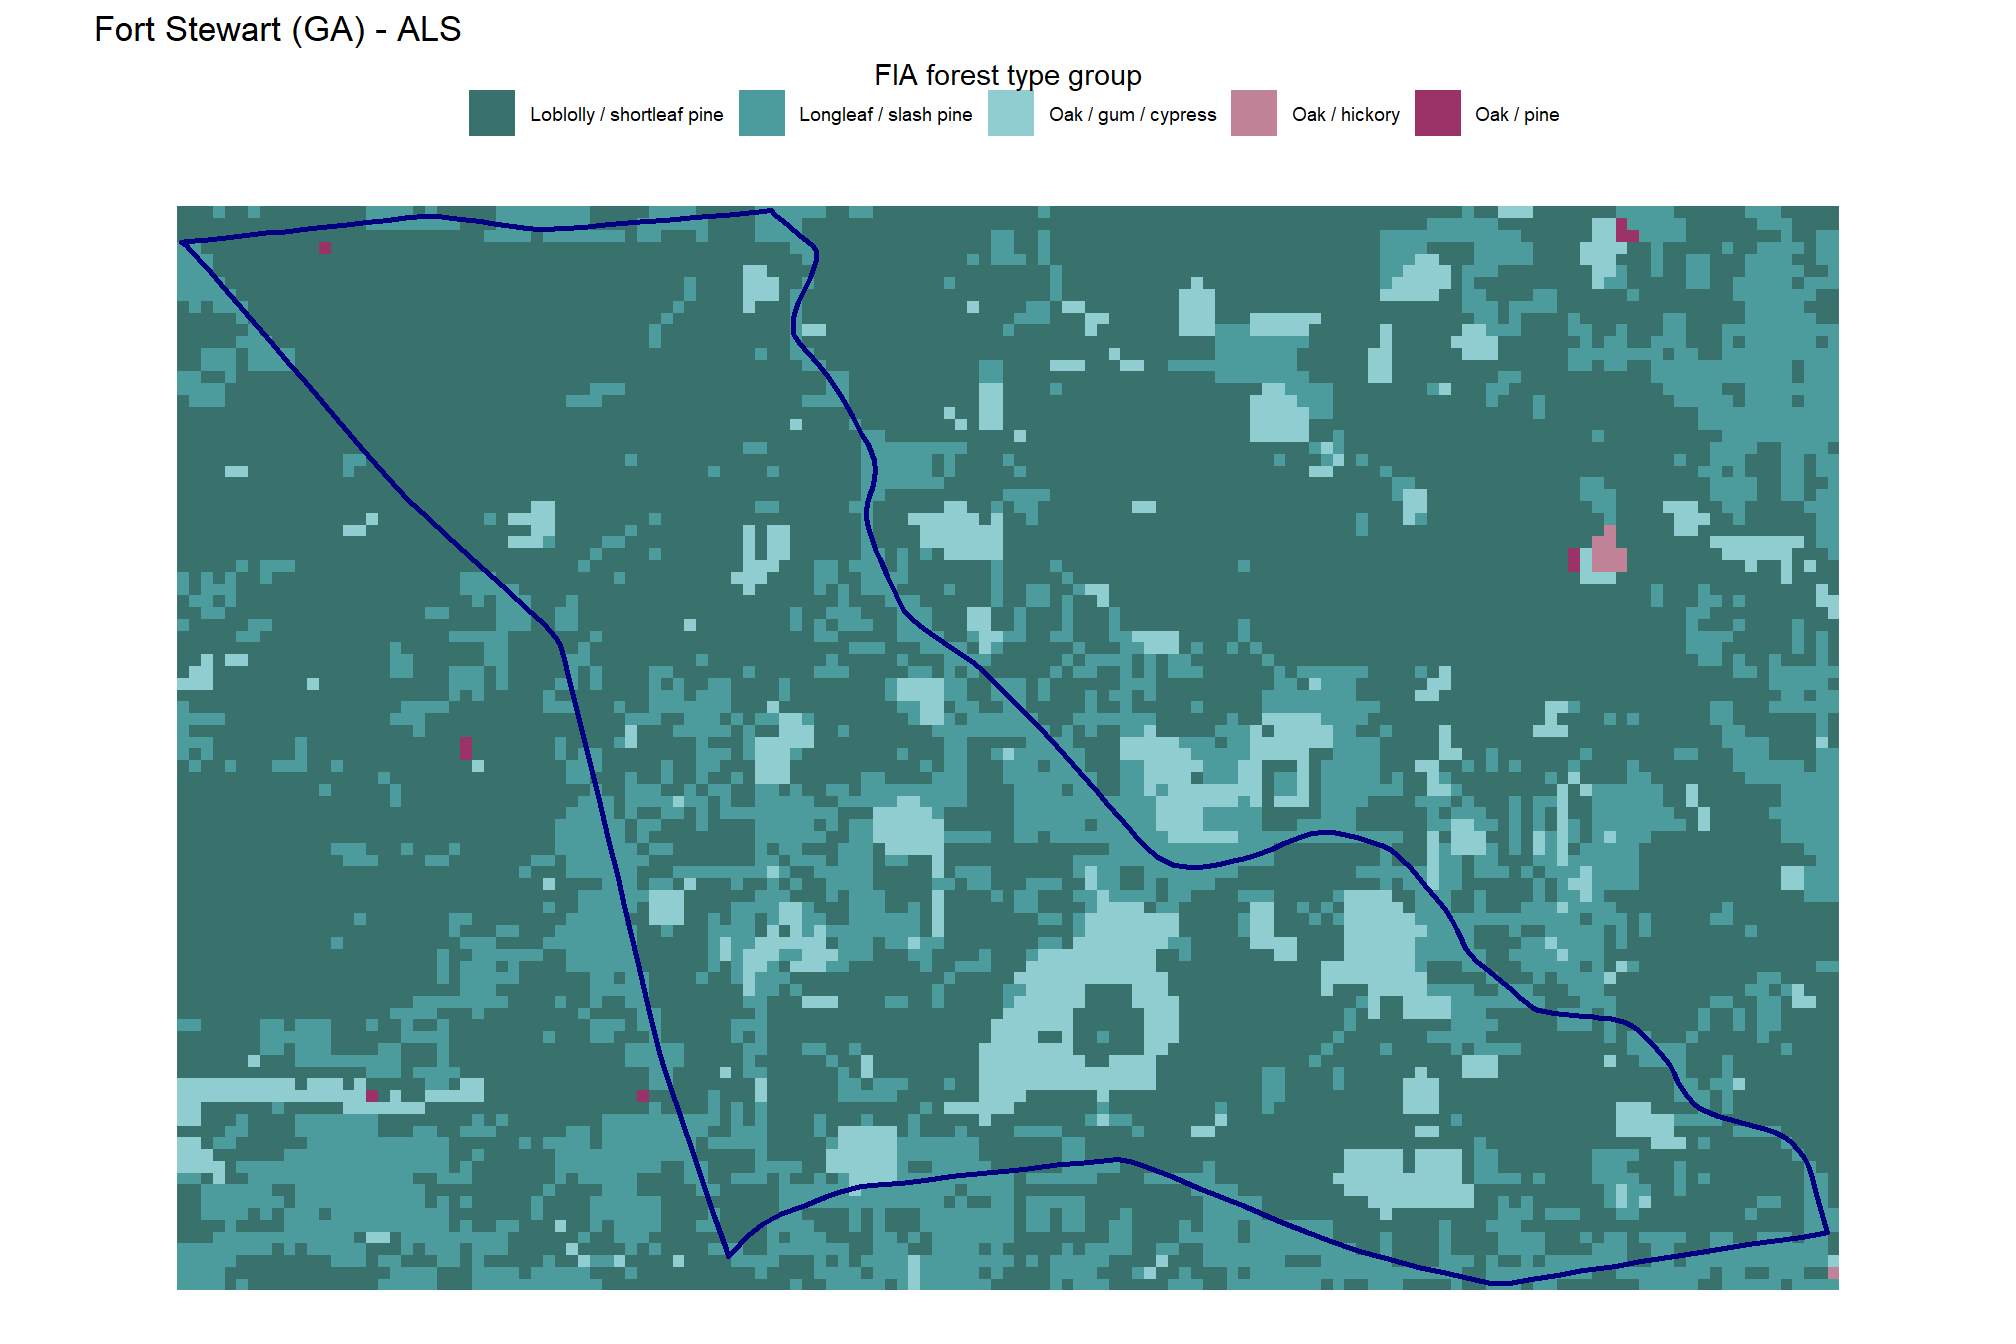 Fort Stewart (GA) - ALS
FIA forest type group
Loblolly / shortleaf pine Longleaf / slash pine Oak / gum / cypress Oak / hickory Oak / pine